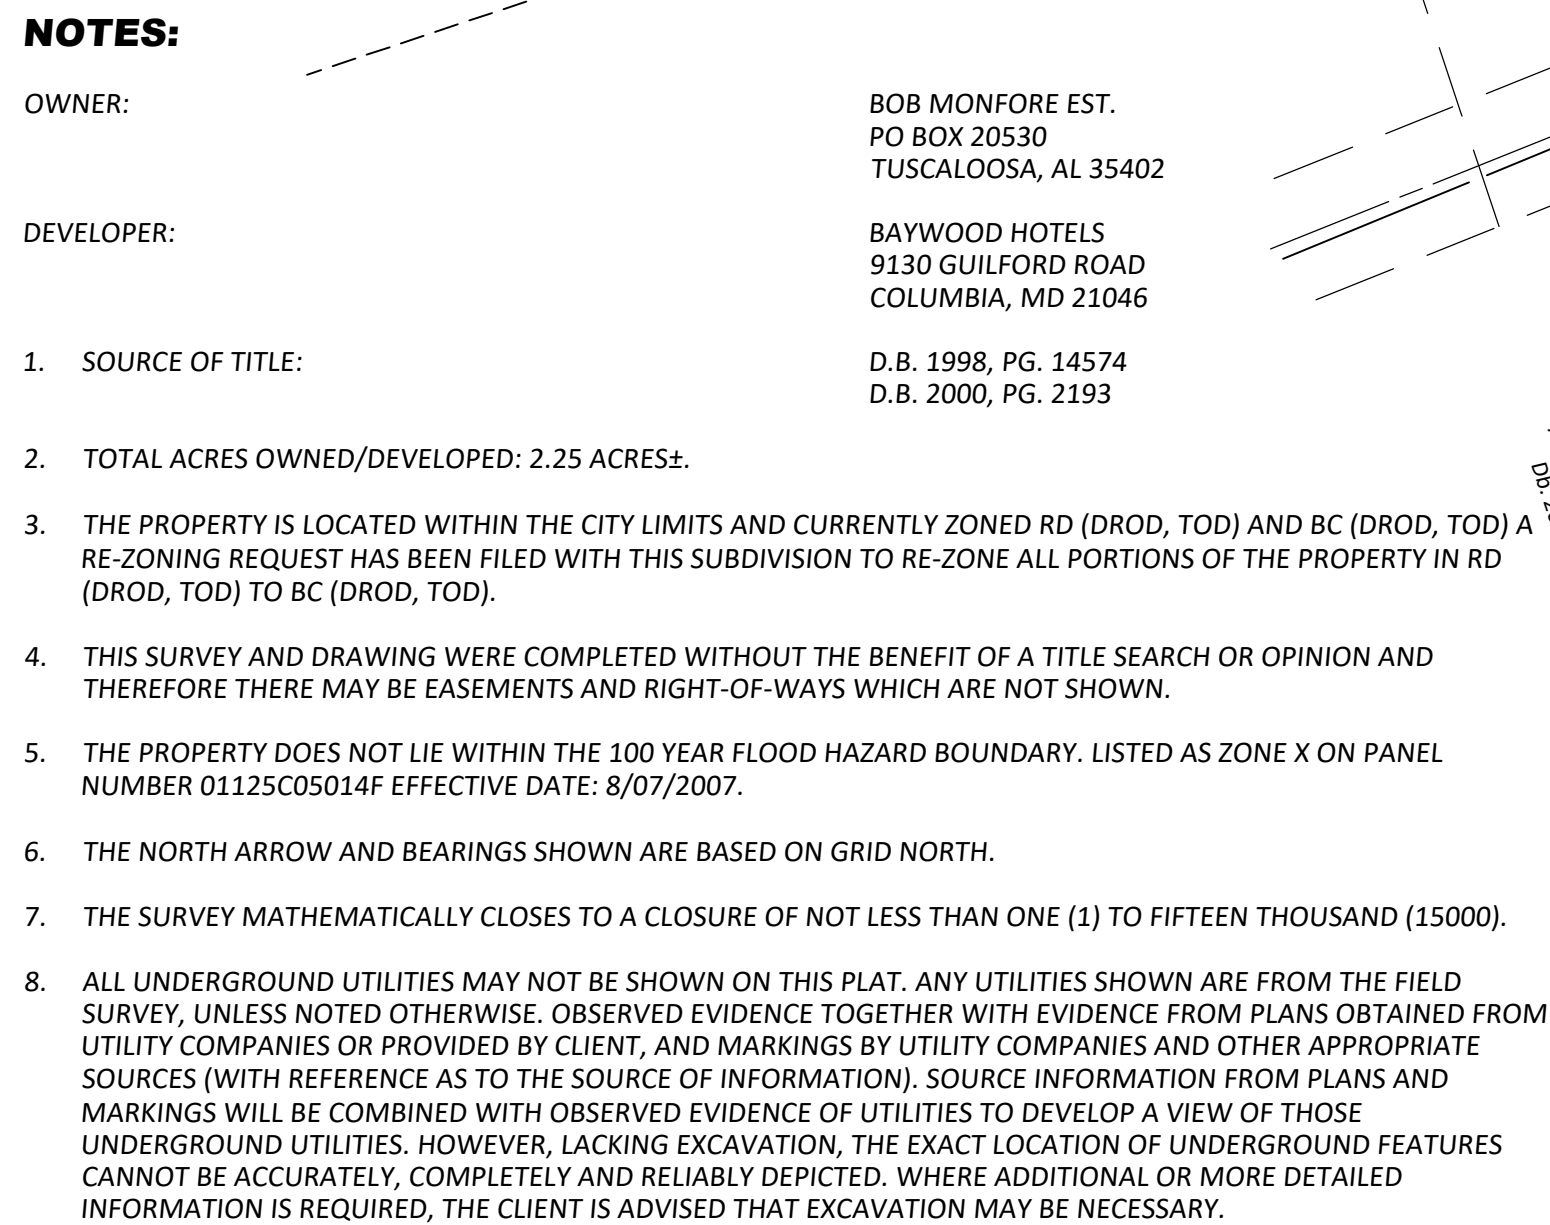 NOTES:
OWNER: BOB MONFORE EST.
PO BOX 20530
TUSCALOOSA, AL 35402
DEVELOPER: BAYWOOD HOTELS
9130 GUILFORD ROAD
COLUMBIA, MD 21046
1. SOURCE OF TITLE: D.B. 1998, PG. 14574
D.B. 2000, PG. 2193
2. TOTAL ACRES OWNED/DEVELOPED: 2.25 ACRES±.
3. THE PROPERTY IS LOCATED WITHIN THE CITY LIMITS AND CURRENTLY ZONED RD (DROD, TOD) AND BC (DROD, TOD) A
RE-ZONING REQUEST HAS BEEN FILED WITH THIS SUBDIVISION TO RE-ZONE ALL PORTIONS OF THE PROPERTY IN RD
(DROD, TOD) TO BC (DROD, TOD).
4. THIS SURVEY AND DRAWING WERE COMPLETED WITHOUT THE BENEFIT OF A TITLE SEARCH OR OPINION AND
THEREFORE THERE MAY BE EASEMENTS AND RIGHT-OF-WAYS WHICH ARE NOT SHOWN.
5. THE PROPERTY DOES NOT LIE WITHIN THE 100 YEAR FLOOD HAZARD BOUNDARY. LISTED AS ZONE X ON PANEL
NUMBER 01125C05014F EFFECTIVE DATE: 8/07/2007.
6. THE NORTH ARROW AND BEARINGS SHOWN ARE BASED ON GRID NORTH.
7. THE SURVEY MATHEMATICALLY CLOSES TO A CLOSURE OF NOT LESS THAN ONE (1) TO FIFTEEN THOUSAND (15000).
8. ALL UNDERGROUND UTILITIES MAY NOT BE SHOWN ON THIS PLAT. ANY UTILITIES SHOWN ARE FROM THE FIELD
SURVEY, UNLESS NOTED OTHERWISE. OBSERVED EVIDENCE TOGETHER WITH EVIDENCE FROM PLANS OBTAINED FROM
UTILITY COMPANIES OR PROVIDED BY CLIENT, AND MARKINGS BY UTILITY COMPANIES AND OTHER APPROPRIATE
SOURCES (WITH REFERENCE AS TO THE SOURCE OF INFORMATION). SOURCE INFORMATION FROM PLANS AND
MARKINGS WILL BE COMBINED WITH OBSERVED EVIDENCE OF UTILITIES TO DEVELOP A VIEW OF THOSE
UNDERGROUND UTILITIES. HOWEVER, LACKING EXCAVATION, THE EXACT LOCATION OF UNDERGROUND FEATURES
CANNOT BE ACCURATELY, COMPLETELY AND RELIABLY DEPICTED. WHERE ADDITIONAL OR MORE DETAILED
INFORMATION IS REQUIRED, THE CLIENT IS ADVISED THAT EXCAVATION MAY BE NECESSARY.
Db.